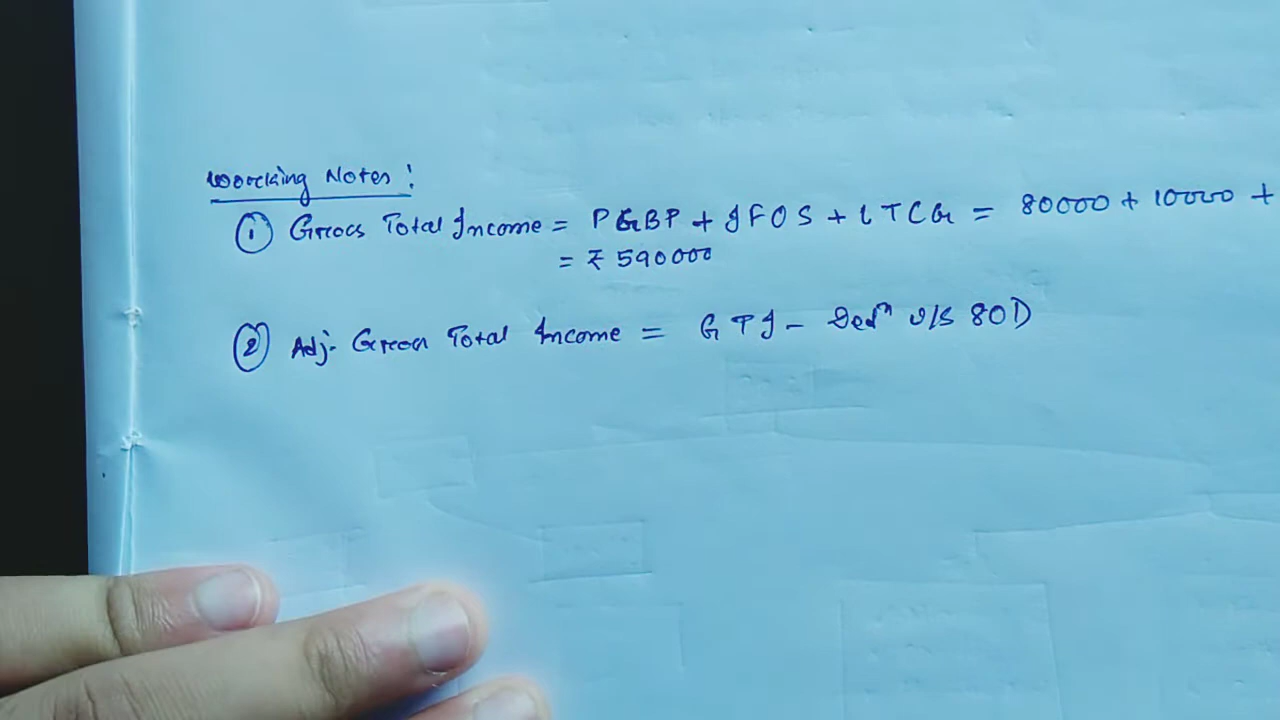 Working Notes:
① Gross Total Income = PGBP + IFOS + LTCG = 80000 + 10000 +
= ₹ 590000
② Adj. Gross Total Income = GTI - Dedⁿ U/S 80D